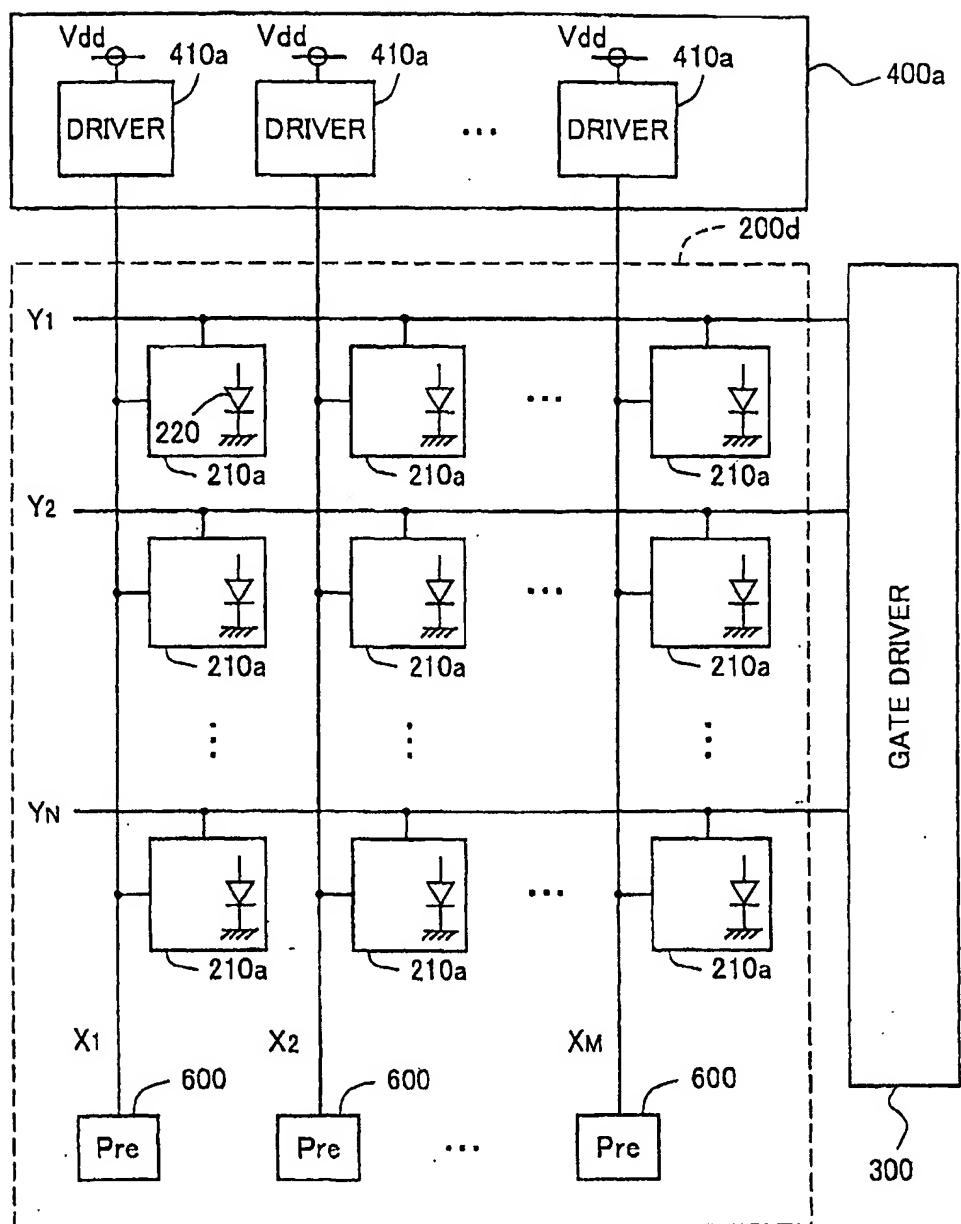 Vdd Vdd Vdd
410a 410a 410a 400a
DRIVER DRIVER ... DRIVER
200d
Y1
...
220
210a 210a 210a
Y2
...
210a 210a 210a
GATE DRIVER
YN
...
210a 210a 210a
X1 X2 XM
600 600 600
Pre Pre ... Pre
300